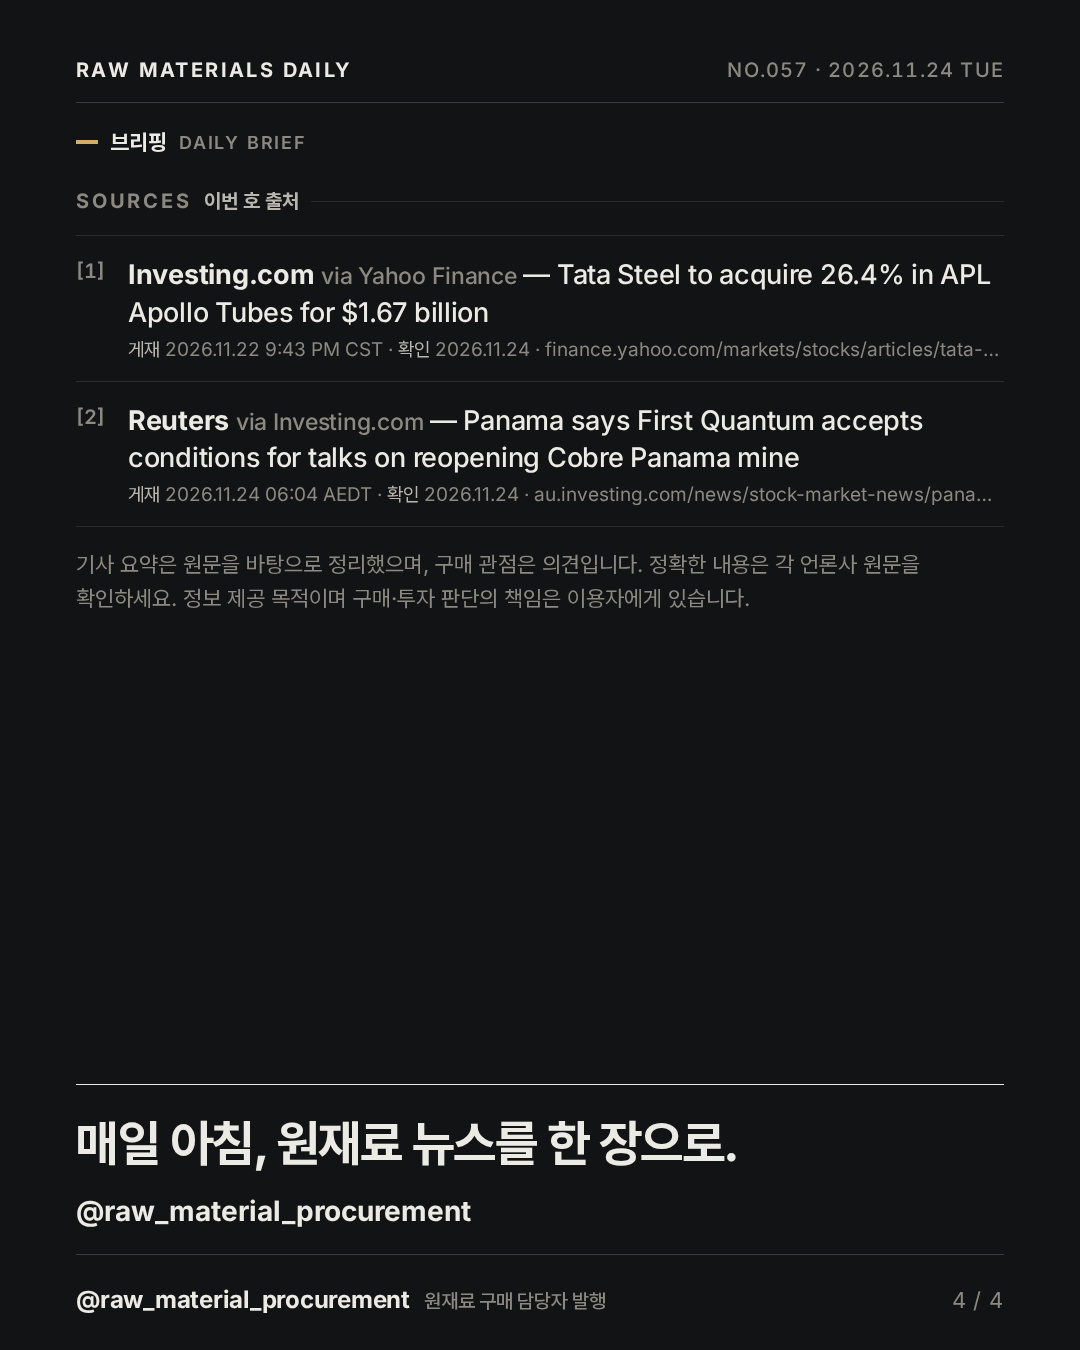 RAW MATERIALS DAILY
NO.057 · 2026.11.24 TUE
브리핑 DAILY BRIEF
SOURCES 이번 호 출처
[1] Investing.com via Yahoo Finance — Tata Steel to acquire 26.4% in APL
Apollo Tubes for $1.67 billion
게재 2026.11.22 9:43 PM CST · 확인 2026.11.24 · finance.yahoo.com/markets/stocks/articles/tata-…
[2] Reuters via Investing.com — Panama says First Quantum accepts
conditions for talks on reopening Cobre Panama mine
게재 2026.11.24 06:04 AEDT · 확인 2026.11.24 · au.investing.com/news/stock-market-news/pana…
기사 요약은 원문을 바탕으로 정리했으며, 구매 관점은 의견입니다. 정확한 내용은 각 언론사 원문을
확인하세요. 정보 제공 목적이며 구매·투자 판단의 책임은 이용자에게 있습니다.
매일 아침, 원재료 뉴스를 한 장으로.
@raw_material_procurement
@raw_material_procurement 원재료 구매 담당자 발행
4 / 4